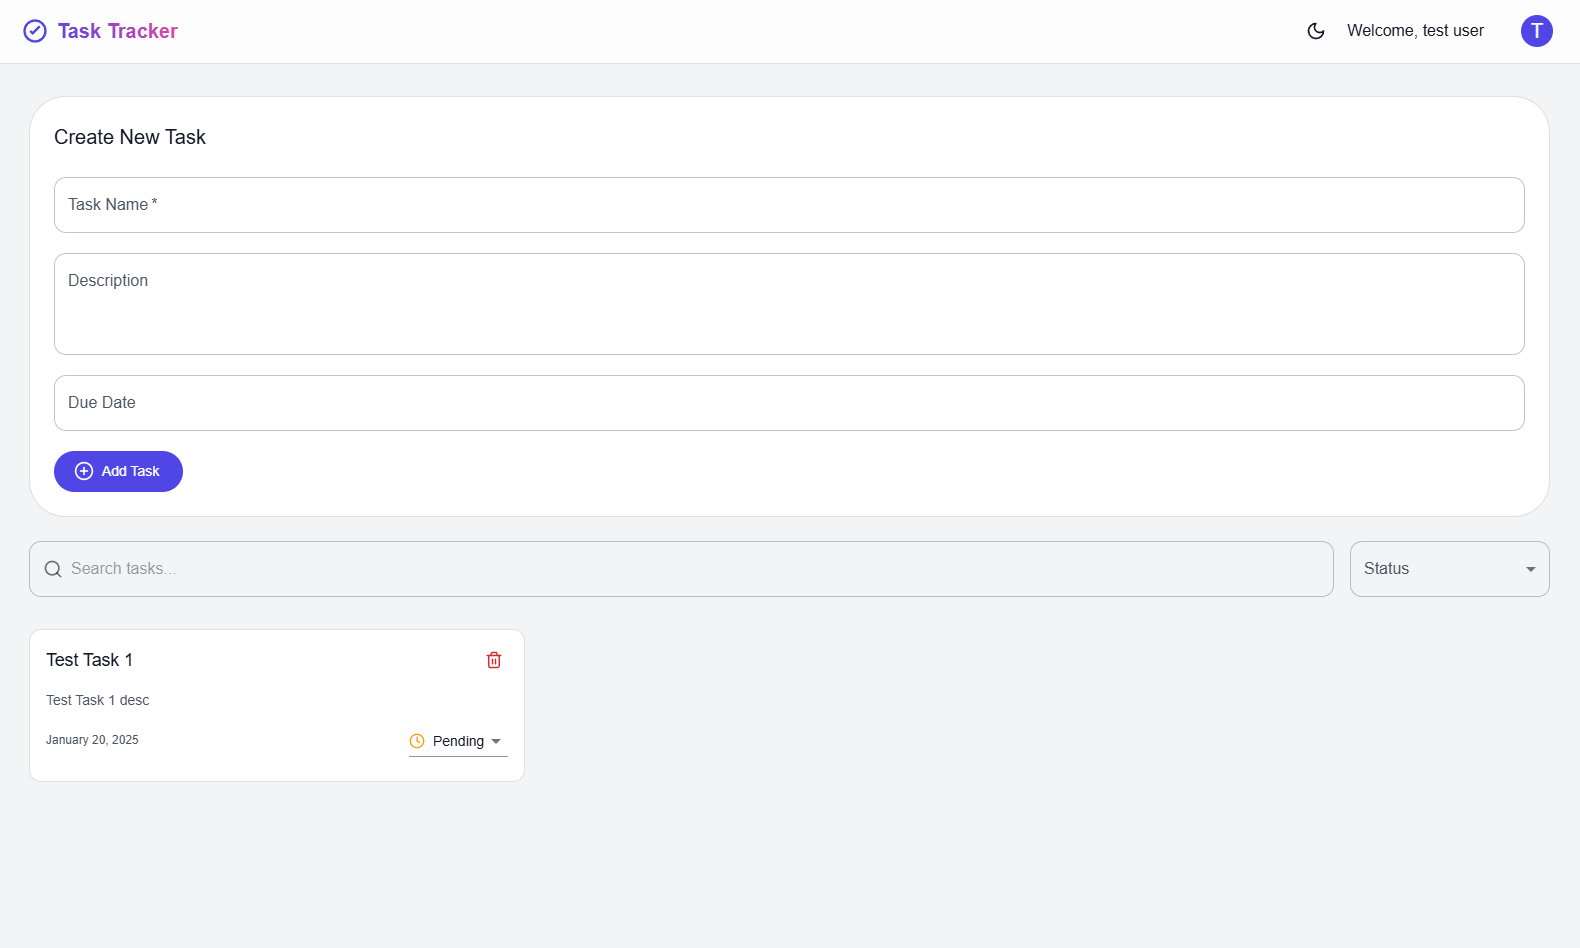 Task Tracker
Welcome, test user
T
Create New Task
Task Name *
Description
Due Date
Add Task
Search tasks...
Status
Test Task 1
Test Task 1 desc
January 20, 2025
Pending